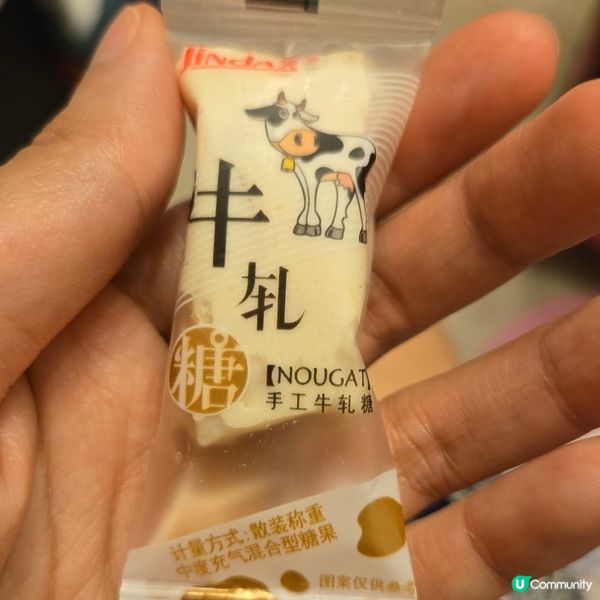 JINDA
牛
轧
糖
【NOUGAT】
手工牛轧糖
计量方式:散装称重
中度充气混合型糖果
图案仅供参考
U Community